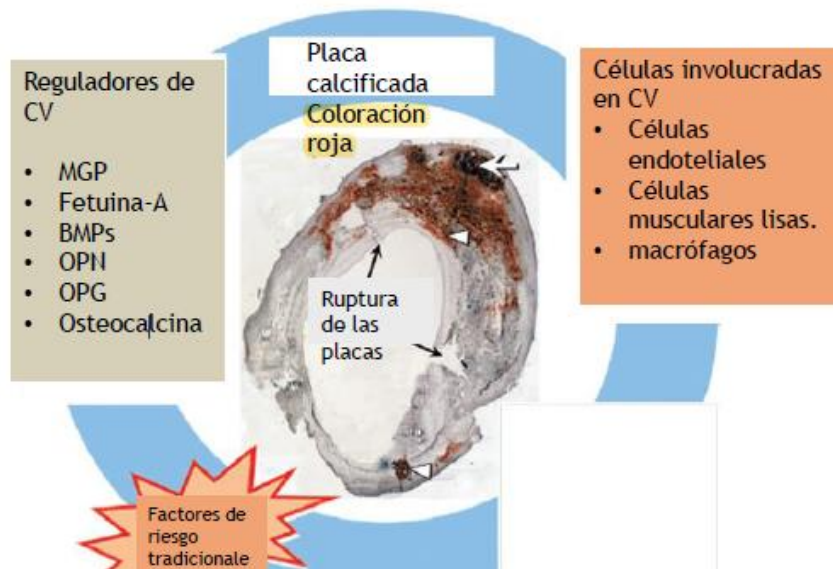 Reguladores de
CV
• MGP
• Fetuina-A
• BMPs
• OPN
• OPG
• Osteocalcina
Placa
calcificada
Coloración
roja
Células involucradas
en CV
• Células
endoteliales
• Células
musculares lisas.
• macrófagos
Ruptura
de las
placas
Factores de
riesgo
tradicionale